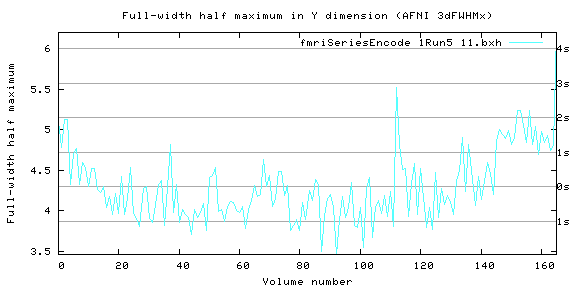 Full-width half maximum in Y dimension (AFNI 3dFWHMx)
fmriSeriesEncode 1Run5 11.bxh
Full-width half maximum
6
5.5
5
4.5
4
3.5
4s
3s
2s
1s
0s
1s
0 20 40 60 80 100 120 140 160
Volume number